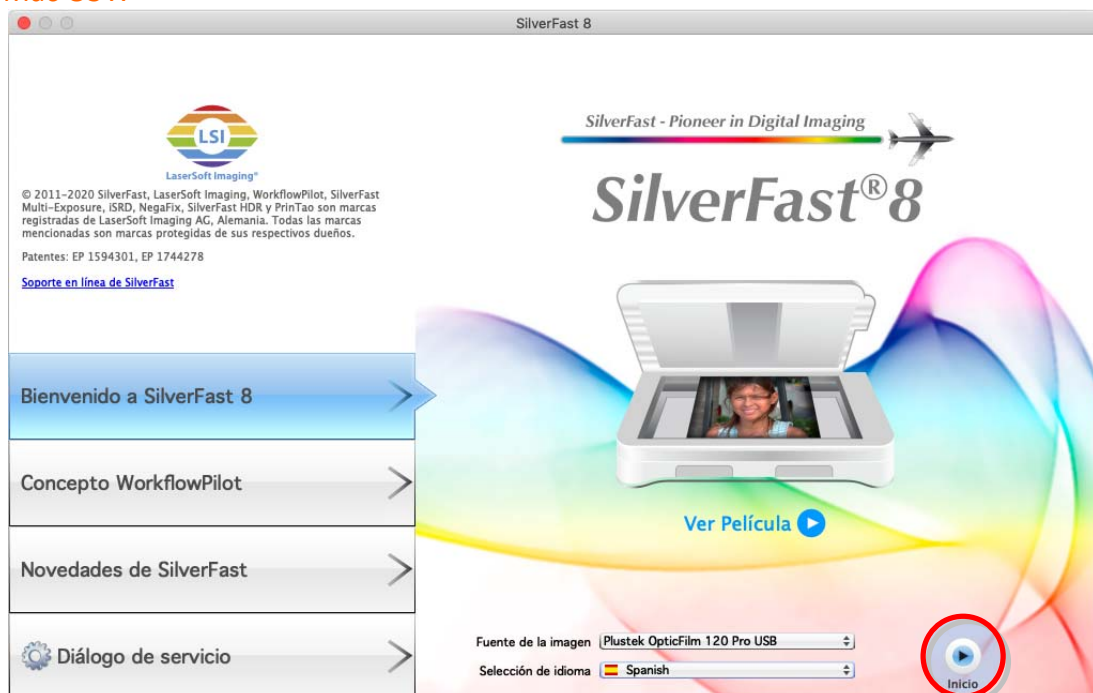 SilverFast 8
LSI
LaserSoft Imaging®
© 2011–2020 SilverFast, LaserSoft Imaging, WorkflowPilot, SilverFast
Multi-Exposure, iSRD, NegaFix, SilverFast HDR y PrinTao son marcas
registradas de LaserSoft Imaging AG, Alemania. Todas las marcas
mencionadas son marcas protegidas de sus respectivos dueños.
Patentes: EP 1594301, EP 1744278
Soporte en línea de SilverFast
SilverFast - Pioneer in Digital Imaging
SilverFast®8
Bienvenido a SilverFast 8
Concepto WorkflowPilot
Novedades de SilverFast
Diálogo de servicio
Ver Película
Fuente de la imagen Plustek OpticFilm 120 Pro USB
Selección de idioma Spanish
Inicio